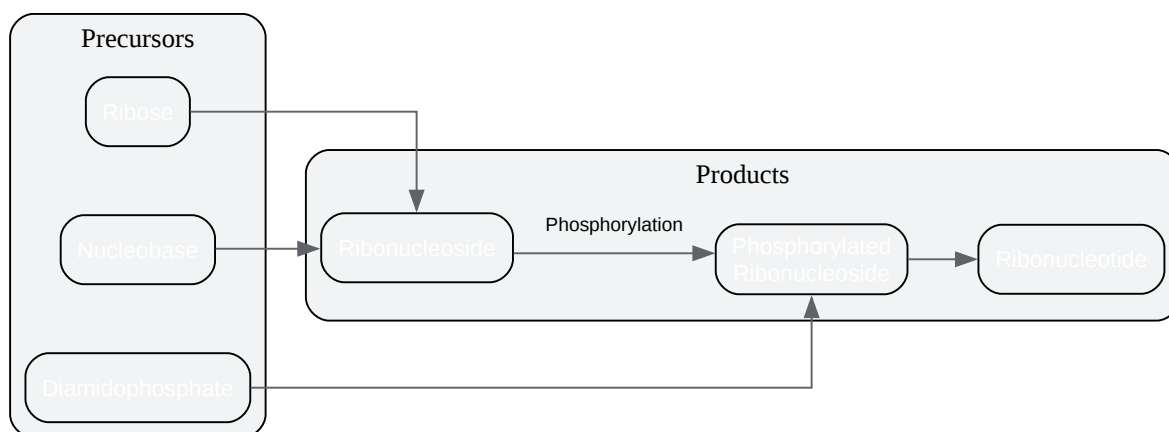 Precursors
Ribose
Products
Phosphorylation
Nucleobase
Ribonucleoside
Phosphorylated
Ribonucleoside
Ribonucleotide
Diamidophosphate